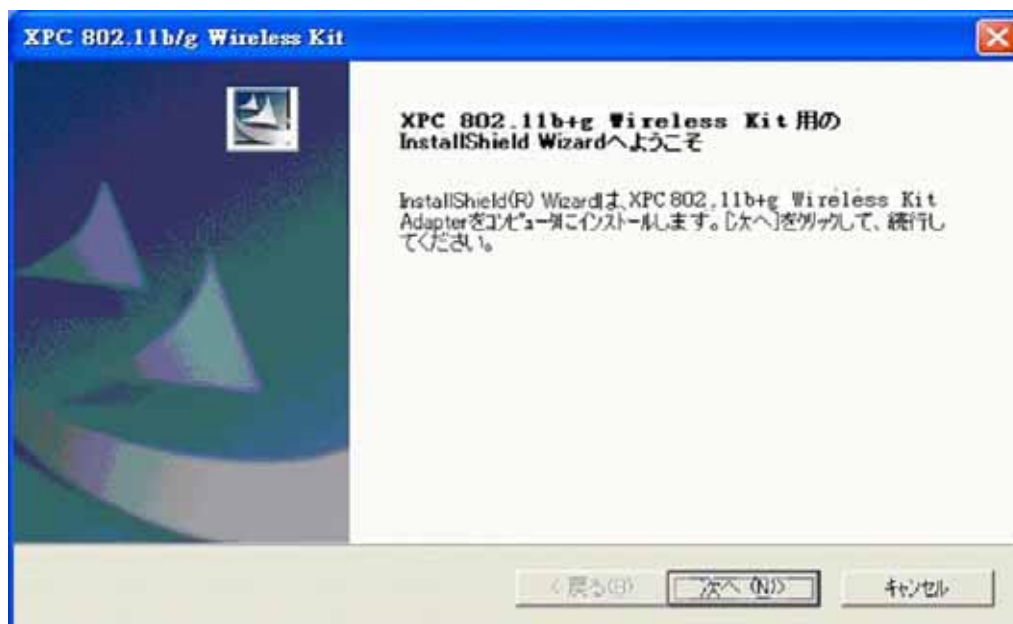 XPC 802.11b/g Wireless Kit
XPC 802.11b+g Wireless Kit 用の
InstallShield Wizardへようこそ
InstallShield(R) Wizardは、XPC 802.11b+g Wireless Kit
Adapterをコンピュータにインストールします。[次へ]をクリックして、続行し
てください。
< 戻る(B)
次へ (N)>
キャンセル